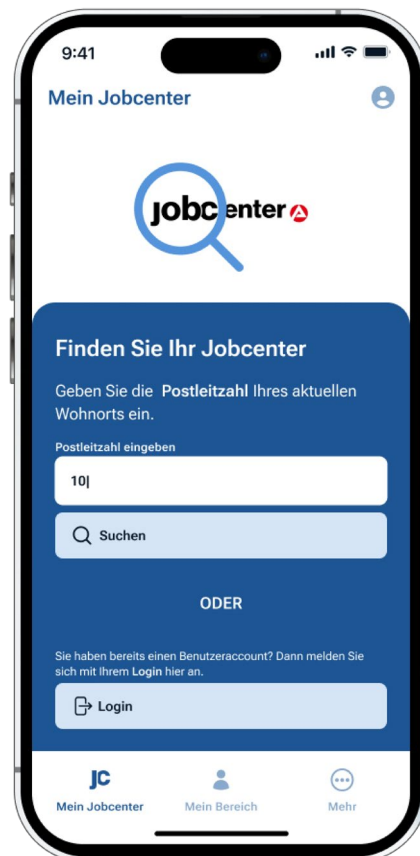 9:41
Mein Jobcenter
jobcenter
Finden Sie Ihr Jobcenter
Geben Sie die Postleitzahl Ihres aktuellen
Wohnorts ein.
Postleitzahl eingeben
10|
Suchen
ODER
Sie haben bereits einen Benutzeraccount? Dann melden Sie
sich mit Ihrem Login hier an.
Login
JC
Mein Jobcenter
Mein Bereich
Mehr